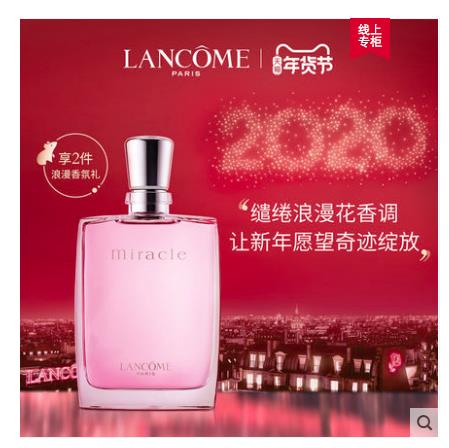 线上
专柜
LANCÔME
PARIS
天猫年货节
2020
享2件
浪漫香氛礼
“缱绻浪漫花香调
让新年愿望奇迹绽放”
miracle
LANCÔME
PARIS
LANCÔME